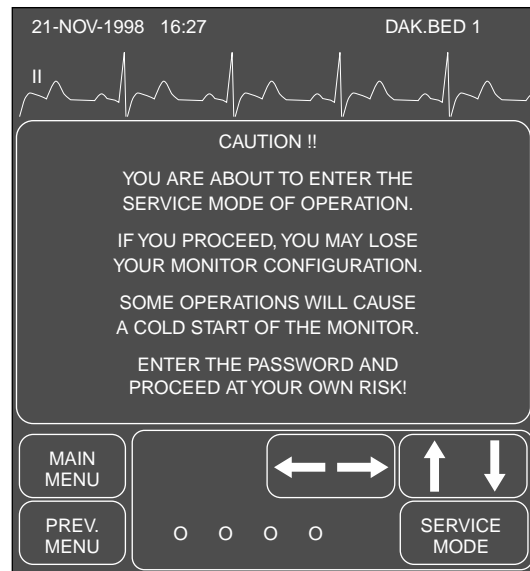 21-NOV-1998 16:27 DAK.BED 1
II
CAUTION !!
YOU ARE ABOUT TO ENTER THE
SERVICE MODE OF OPERATION.
IF YOU PROCEED, YOU MAY LOSE
YOUR MONITOR CONFIGURATION.
SOME OPERATIONS WILL CAUSE
A COLD START OF THE MONITOR.
ENTER THE PASSWORD AND
PROCEED AT YOUR OWN RISK!
MAIN
MENU
PREV.
MENU
O O O O
SERVICE
MODE